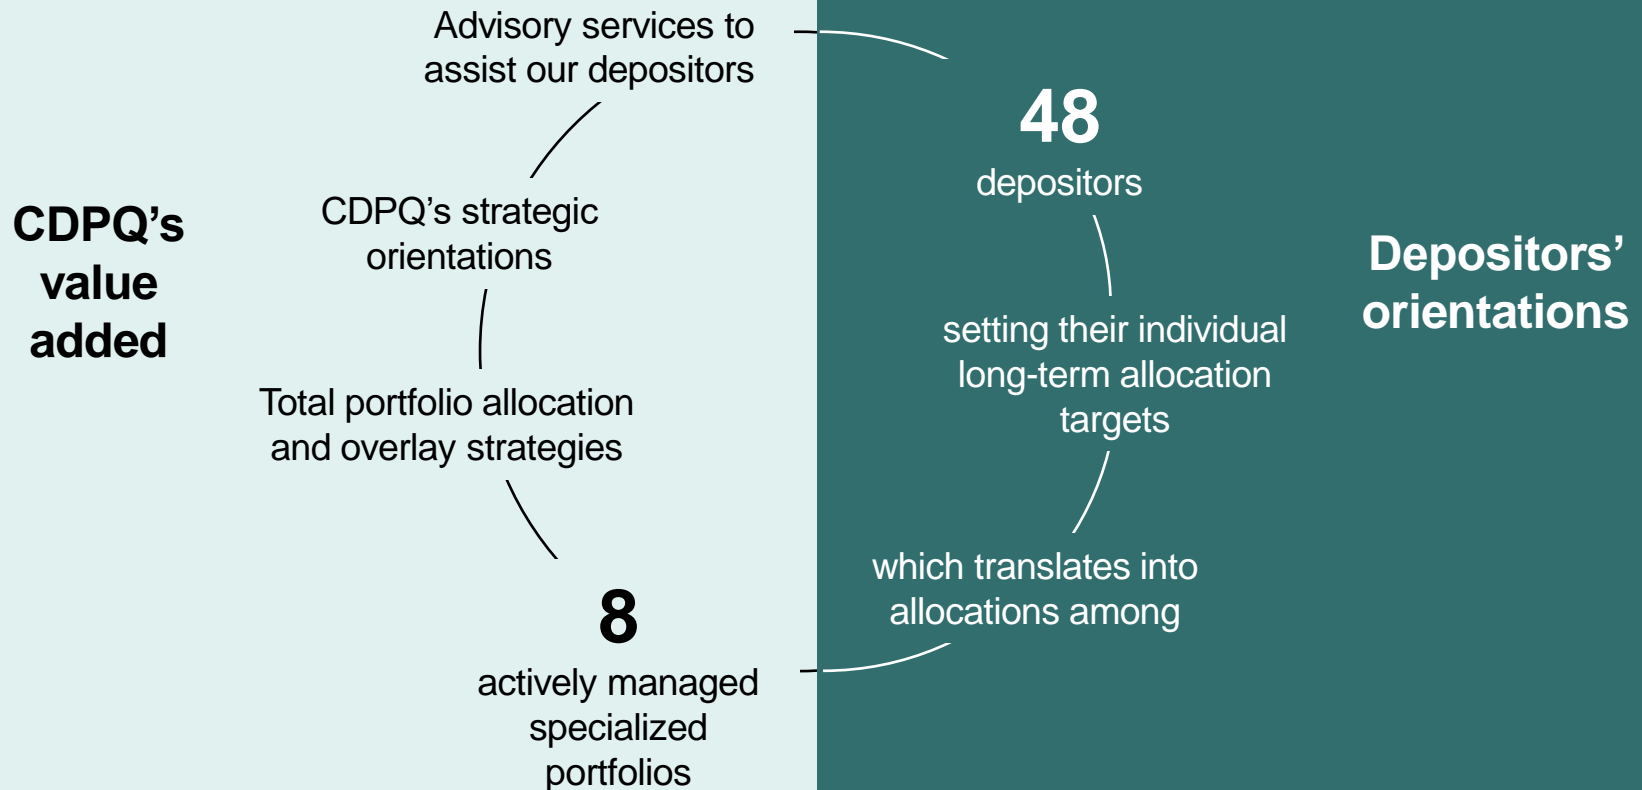 CDPQ’s
value
added
Advisory services to
assist our depositors
CDPQ’s strategic
orientations
Total portfolio allocation
and overlay strategies
8
actively managed
specialized
portfolios
48
depositors
setting their individual
long-term allocation
targets
which translates into
allocations among
Depositors’
orientations